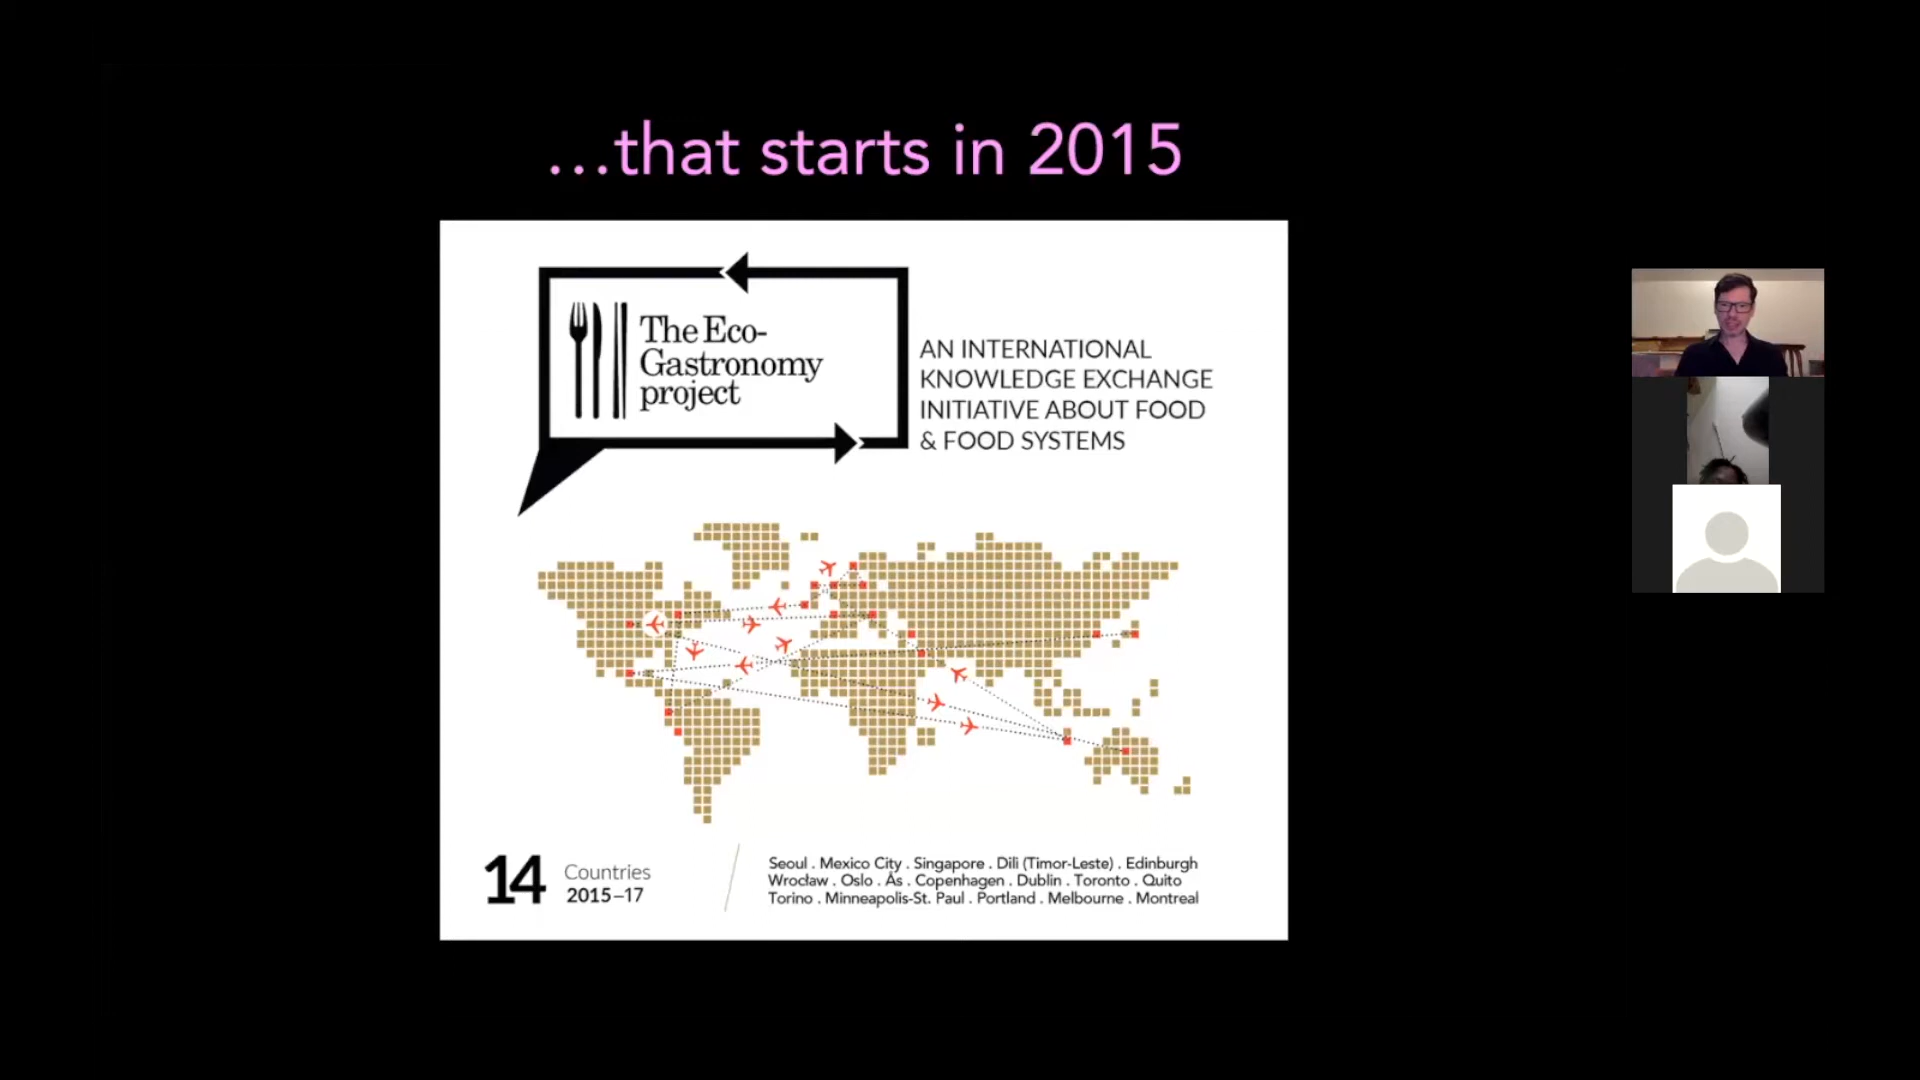 ...that starts in 2015
The Eco-
Gastronomy
project
AN INTERNATIONAL
KNOWLEDGE EXCHANGE
INITIATIVE ABOUT FOOD
& FOOD SYSTEMS
14
Countries
2015–17
Seoul . Mexico City . Singapore . Dili (Timor-Leste) . Edinburgh
Wrocław . Oslo . Ås . Copenhagen . Dublin . Toronto . Quito
Torino . Minneapolis-St. Paul . Portland . Melbourne . Montreal